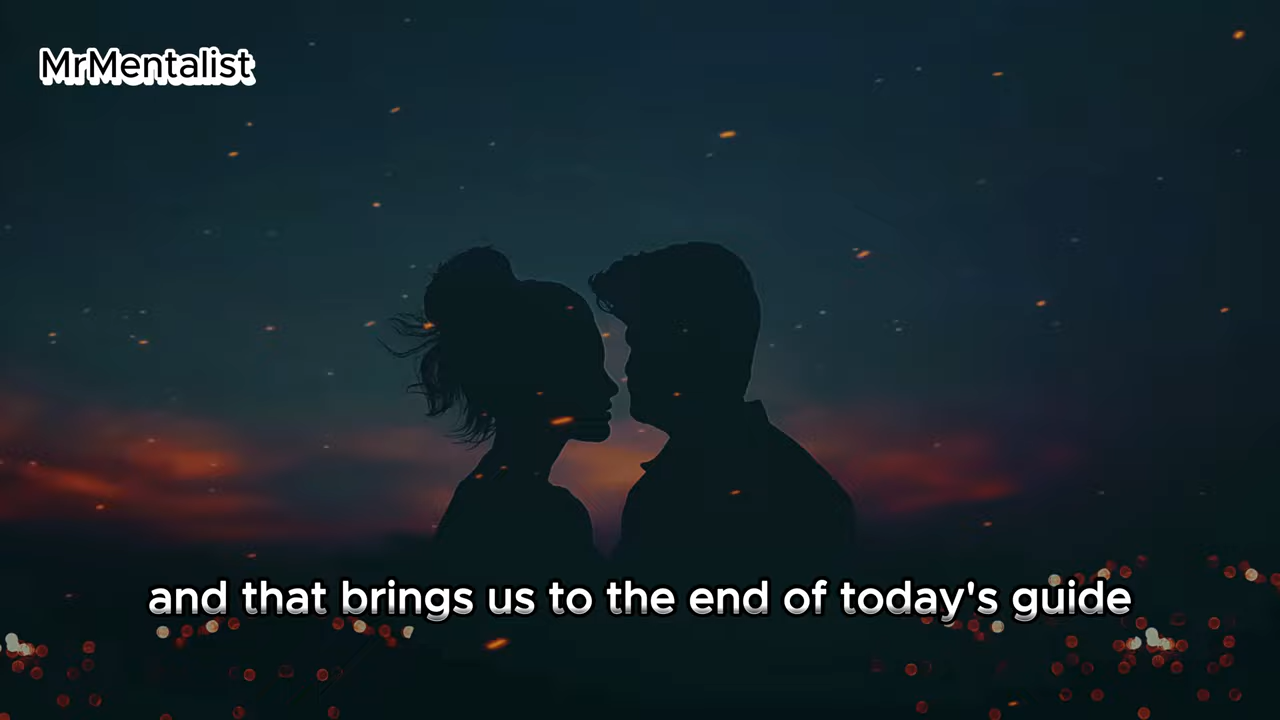 MrMentalist
and that brings us to the end of today's guide